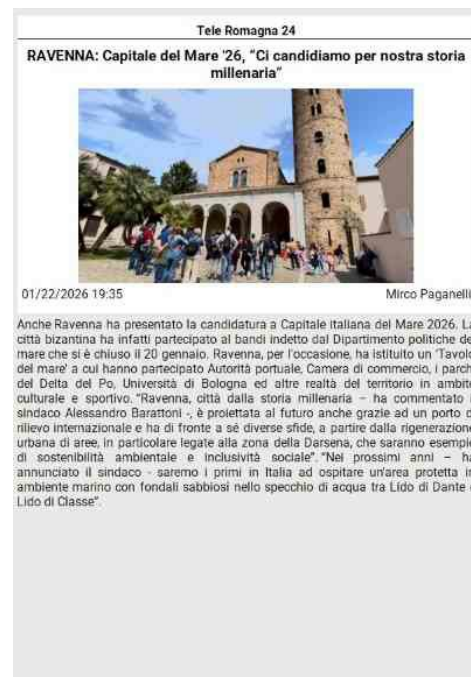 Tele Romagna 24
RAVENNA: Capitale del Mare '26, “Ci candidiamo per nostra storia
millenaria”
01/22/2026 19:35
Mirco Paganelli
Anche Ravenna ha presentato la candidatura a Capitale italiana del Mare 2026. La
città bizantina ha infatti partecipato al bandi indetto dal Dipartimento politiche de
mare che si è chiuso il 20 gennaio. Ravenna, per l'occasione, ha istituito un 'Tavolo
del mare' a cui hanno partecipato Autorità portuale, Camera di commercio, i parch
del Delta del Po, Università di Bologna ed altre realtà del territorio in ambito
culturale e sportivo. “Ravenna, città dalla storia millenaria – ha commentato i
sindaco Alessandro Barattoni -, è proiettata al futuro anche grazie ad un porto d
rilievo internazionale e ha di fronte a sé diverse sfide, a partire dalla rigenerazione
urbana di aree, in particolare legate alla zona della Darsena, che saranno esempio
di sostenibilità ambientale e inclusività sociale”. “Nei prossimi anni – ha
annunciato il sindaco - saremo i primi in Italia ad ospitare un'area protetta in
ambiente marino con fondali sabbiosi nello specchio di acqua tra Lido di Dante e
Lido di Classe”.